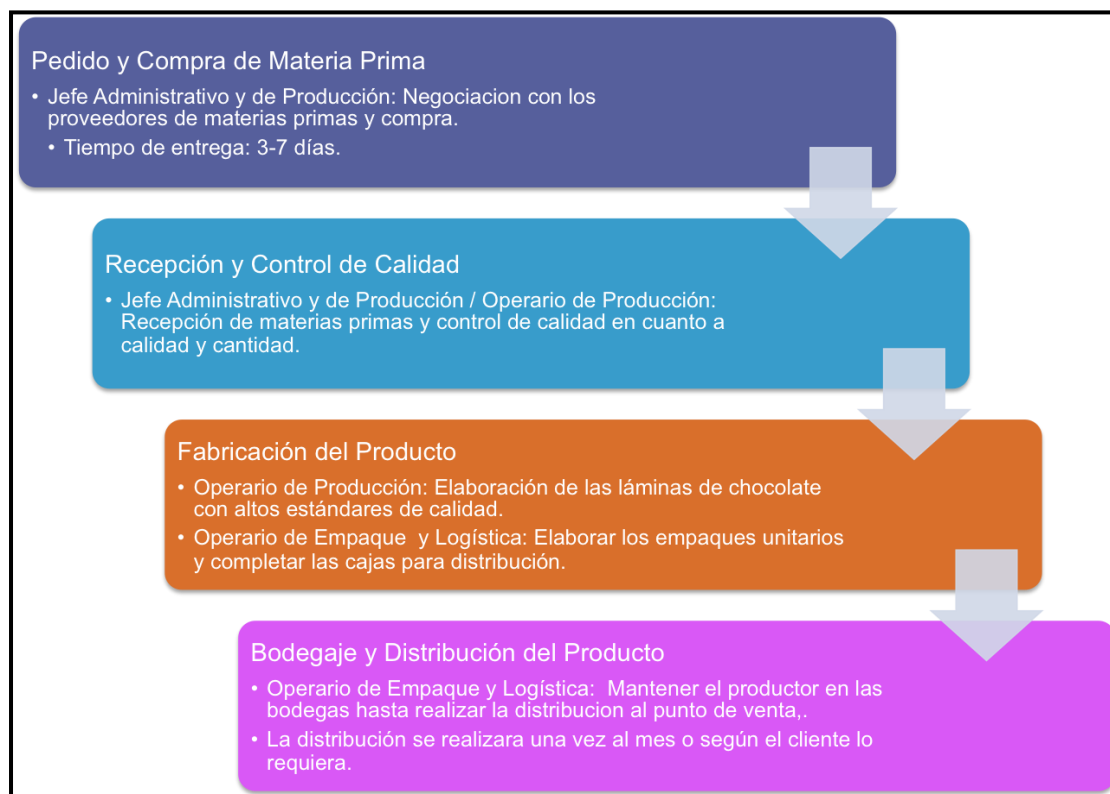 Pedido y Compra de Materia Prima
• Jefe Administrativo y de Producción: Negociacion con los
proveedores de materias primas y compra.
• Tiempo de entrega: 3-7 días.
Recepción y Control de Calidad
• Jefe Administrativo y de Producción / Operario de Producción:
Recepción de materias primas y control de calidad en cuanto a
calidad y cantidad.
Fabricación del Producto
• Operario de Producción: Elaboración de las láminas de chocolate
con altos estándares de calidad.
• Operario de Empaque y Logística: Elaborar los empaques unitarios
y completar las cajas para distribución.
Bodegaje y Distribución del Producto
• Operario de Empaque y Logística: Mantener el productor en las
bodegas hasta realizar la distribucion al punto de venta,.
• La distribución se realizara una vez al mes o según el cliente lo
requiera.